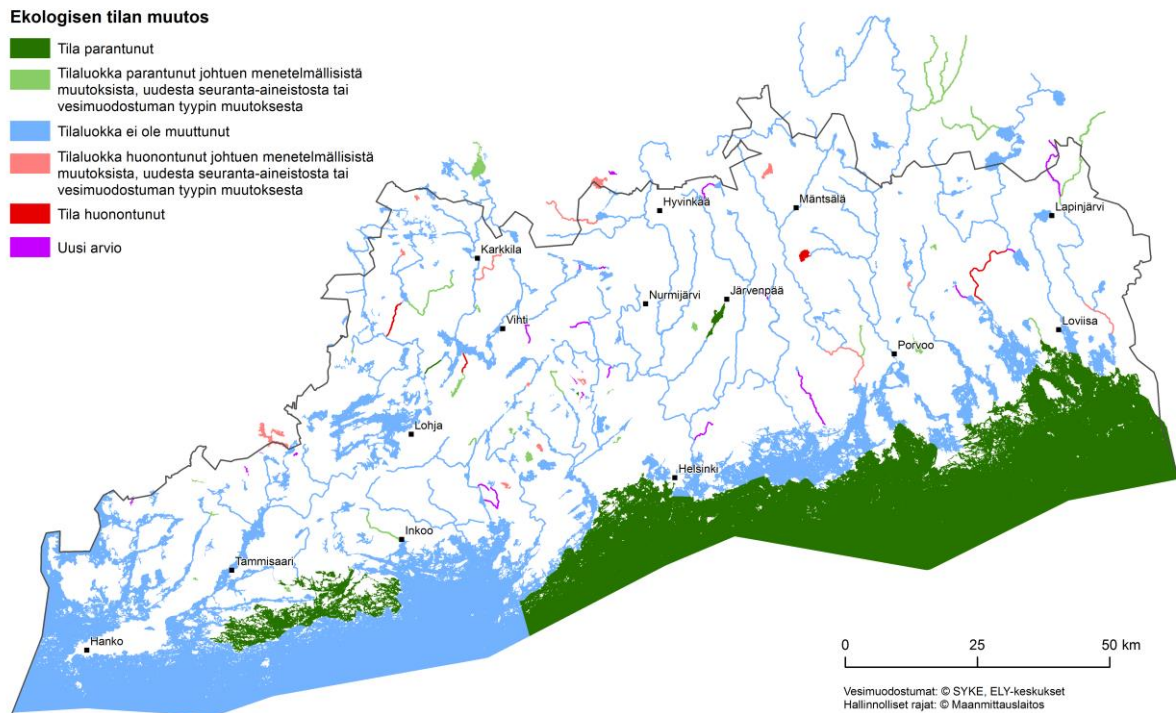 Ekologisen tilan muutos
Tila parantunut
Tilaluokka parantunut johtuen menetelmällisistä
muutoksista, uudesta seuranta-aineistosta tai
vesimuodostuman tyypin muutoksesta
Tilaluokka ei ole muuttunut
Tilaluokka huonontunut johtuen menetelmällisistä
muutoksista, uudesta seuranta-aineistosta tai
vesimuodostuman tyypin muutoksesta
Tila huonontunut
Uusi arvio
Hyvinkää
Mäntsälä
Lapinjärvi
Karkkila
Nurmijärvi
Järvenpää
Vihti
Loviisa
Porvoo
Lohja
Helsinki
Inkoo
Tammisaari
Hanko
0 25 50 km
Vesimuodostumat: © SYKE, ELY-keskukset
Hallinnolliset rajat: © Maanmittauslaitos